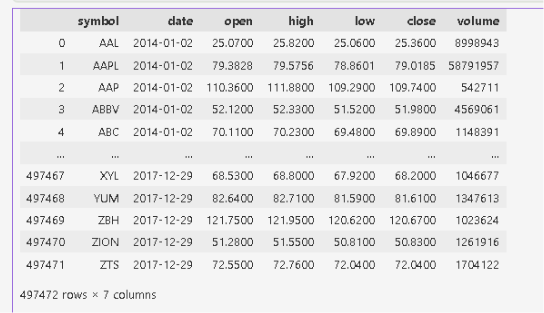 symbol date open high low close volume
0 AAL 2014-01-02 25.0700 25.8200 25.0600 25.3600 8998943
1 AAPL 2014-01-02 79.3828 79.5756 78.8601 79.0185 58791957
2 AAP 2014-01-02 110.3600 111.8800 109.2900 109.7400 542711
3 ABBV 2014-01-02 52.1200 52.3300 51.5200 51.9800 4569061
4 ABC 2014-01-02 70.1100 70.2300 69.4800 69.8900 1148391
... ... ... ... ... ... ... ...
497467 XYL 2017-12-29 68.5300 68.8000 67.9200 68.2000 1046677
497468 YUM 2017-12-29 82.6400 82.7100 81.5900 81.6100 1347613
497469 ZBH 2017-12-29 121.7500 121.9500 120.6200 120.6700 1023624
497470 ZION 2017-12-29 51.2800 51.5500 50.8100 50.8300 1261916
497471 ZTS 2017-12-29 72.5500 72.7600 72.0400 72.0400 1704122
497472 rows × 7 columns